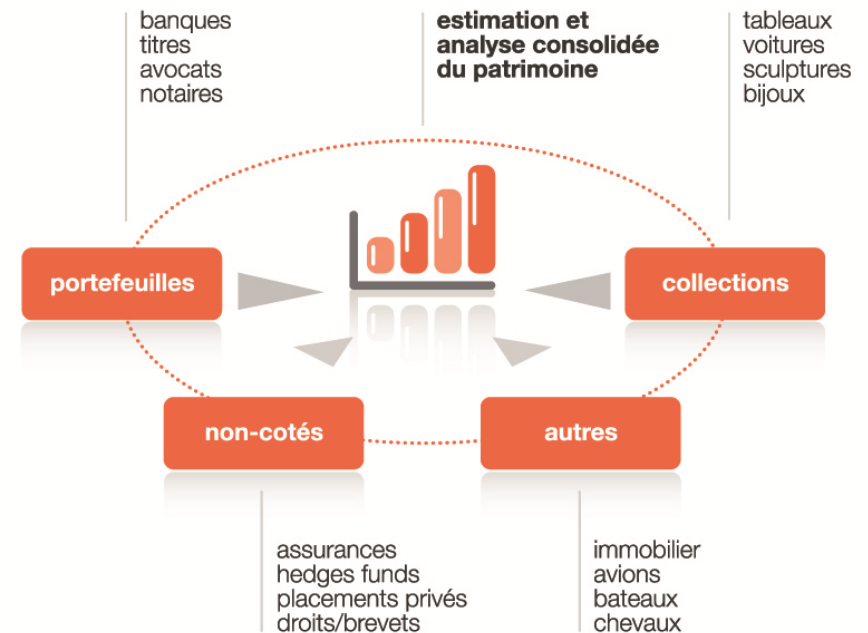 banques
titres
avocats
notaires
estimation et
analyse consolidée
du patrimoine
tableaux
voitures
sculptures
bijoux
portefeuilles
collections
non-cotés
autres
assurances
hedges funds
placements privés
droits/brevets
immobilier
avions
bateaux
chevaux